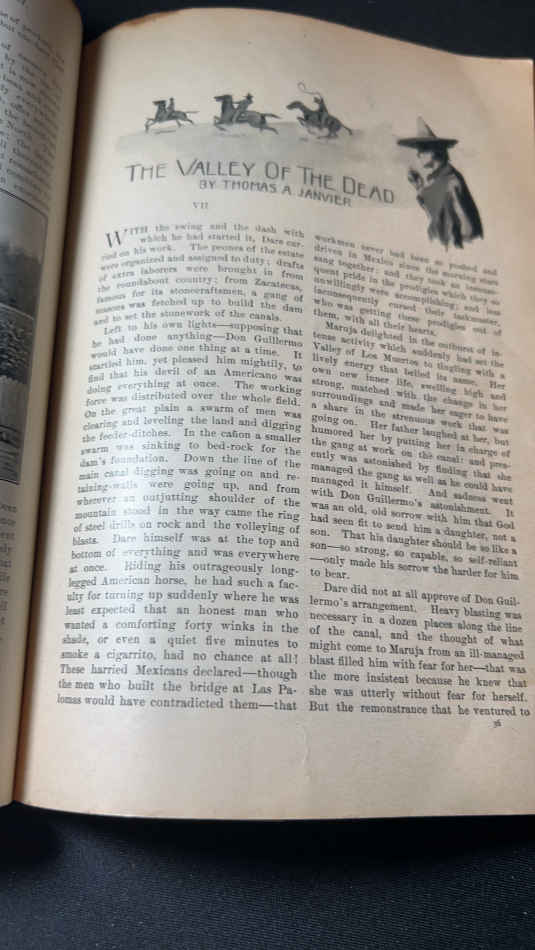 THE VALLEY OF THE DEAD
BY THOMAS A. JANVIER
VII
WITH the swing and the dash with
which he had started it, Dare car-
ried on his work. The peones of the estate
were organized and assigned to duty; drafts
of extra laborers were brought in from
the roundabout country; from Zacatecas,
famous for its stonecraftsmen, a gang of
masons was fetched up to build the dam
and to set the stonework of the canals.
Left to his own lights—supposing that
he had done anything—Don Guillermo
would have done one thing at a time. It
startled him, yet pleased him mightily, to
find that his devil of an Americano was
doing everything at once. The working
force was distributed over the whole field.
On the great plain a swarm of men was
clearing and leveling the land and digging
the feeder-ditches. In the cañon a smaller
swarm was sinking to bed-rock for the
dam's foundation. Down the line of the
main canal digging was going on and re-
taining-walls were going up, and from
wherever an outjutting shoulder of the
mountain stood in the way came the ring
of steel drills on rock and the volleying of
blasts. Dare himself was at the top and
bottom of everything and was everywhere
at once. Riding his outrageously long-
legged American horse, he had such a fac-
ulty for turning up suddenly where he was
least expected that an honest man who
wanted a comforting forty winks in the
shade, or even a quiet five minutes to
smoke a cigarrito, had no chance at all!
These harried Mexicans declared—though
the men who built the bridge at Las Pa-
lomas would have contradicted them—that
workmen never had been so pushed and
driven in Mexico since the morning stars
sang together; and they took an
quent pride in the prodigies which they so
unwillingly were accomplishing, and less
inconsequently cursed their taskmaster,
who was getting these prodigies out of
them, with all their hearts.
Maruja delighted in the outburst of in-
tense activity which suddenly had set the
Valley of Los Muertos to tingling with a
lively energy that belied its name. Her
own new inner life, swelling high and
strong, matched with the change in her
surroundings and made her eager to have
a share in the strenuous work that was
going on. Her father laughed at her, but
humored her by putting her in charge of
the gang at work on the canal; and pres-
ently was astonished by finding that she
managed the gang as well as he could have
managed it himself. And sadness went
with Don Guillermo's astonishment. It
was an old, old sorrow with him that God
had seen fit to send him a daughter, not a
son. That his daughter should be so like a
son—so strong, so capable, so self-reliant
—only made his sorrow the harder for him
to bear.
Dare did not at all approve of Don Guil-
lermo's arrangement. Heavy blasting was
necessary in a dozen places along the line
of the canal, and the thought of what
might come to Maruja from an ill-managed
blast filled him with fear for her—that was
the more insistent because he knew that
she was utterly without fear for herself.
But the remonstrance that he ventured to
36